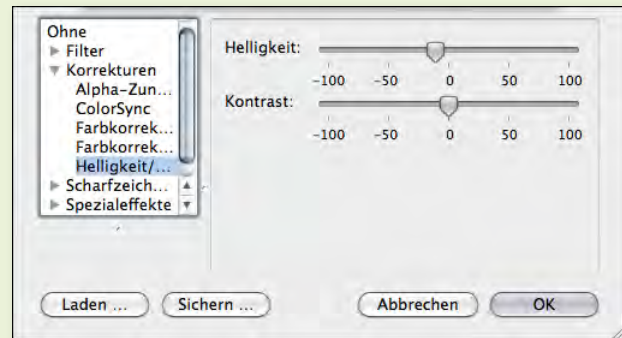 Ohne
Filter
Korrekturen
Alpha-Zun...
ColorSync
Farbkorrek...
Farbkorrek...
Helligkeit/...
Scharfzeich...
Spezialeffekte
Helligkeit:
-100 -50 0 50 100
Kontrast:
-100 -50 0 50 100
Laden ... Sichern ... Abbrechen OK